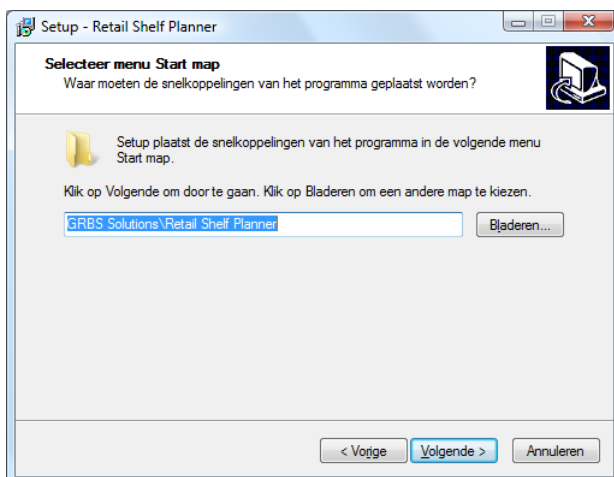 Setup - Retail Shelf Planner
Selecteer menu Start map
Waar moeten de snelkoppelingen van het programma geplaatst worden?
Setup plaatst de snelkoppelingen van het programma in de volgende menu
Start map.
Klik op Volgende om door te gaan. Klik op Bladeren om een andere map te kiezen.
GRBS Solutions\Retail Shelf Planner
Bladeren...
< Vorige
Volgende >
Annuleren